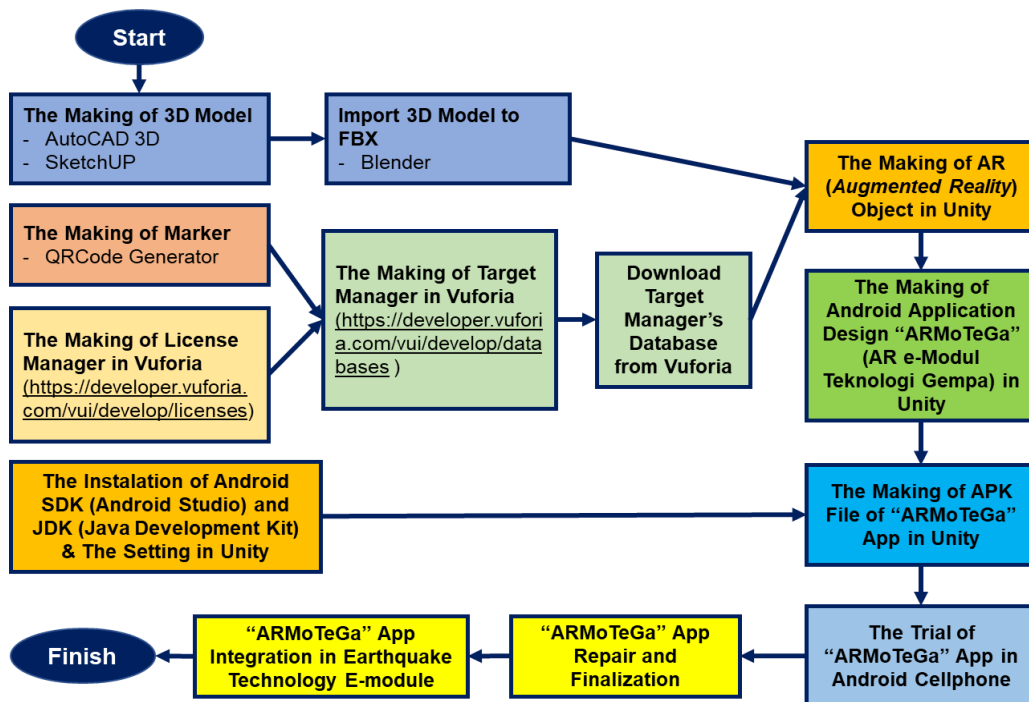 Start
The Making of 3D Model
- AutoCAD 3D
- SketchUP
Import 3D Model to
FBX
- Blender
The Making of AR
(Augmented Reality)
Object in Unity
The Making of Marker
- QRCode Generator
The Making of License
Manager in Vuforia
(https://developer.vuforia.
com/vui/develop/licenses)
The Making of Target
Manager in Vuforia
(https://developer.vufori
a.com/vui/develop/data
bases )
Download
Target
Manager’s
Database
from Vuforia
The Making of
Android Application
Design “ARMoTeGa”
(AR e-Modul
Teknologi Gempa) in
Unity
The Instalation of Android
SDK (Android Studio) and
JDK (Java Development Kit)
& The Setting in Unity
The Making of APK
File of “ARMoTeGa”
App in Unity
The Trial of
“ARMoTeGa” App in
Android Cellphone
“ARMoTeGa” App
Repair and
Finalization
“ARMoTeGa” App
Integration in Earthquake
Technology E-module
Finish